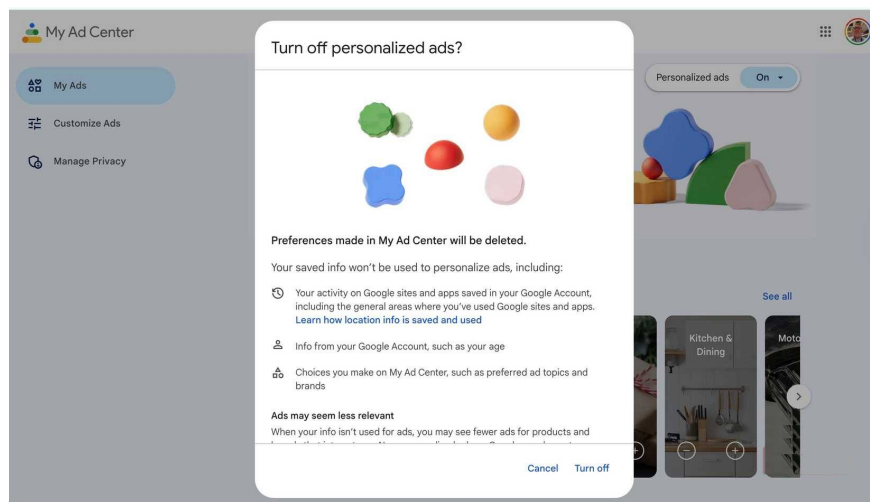 My Ad Center
My Ads
Customize Ads
Manage Privacy
Personalized ads On
Turn off personalized ads?
Preferences made in My Ad Center will be deleted.
Your saved info won't be used to personalize ads, including:
Your activity on Google sites and apps saved in your Google Account,
including the general areas where you've used Google sites and apps.
Learn how location info is saved and used
Info from your Google Account, such as your age
Choices you make on My Ad Center, such as preferred ad topics and
brands
Ads may seem less relevant
When your info isn't used for ads, you may see fewer ads for products and
Cancel Turn off
See all
Kitchen &
Dining
Moto